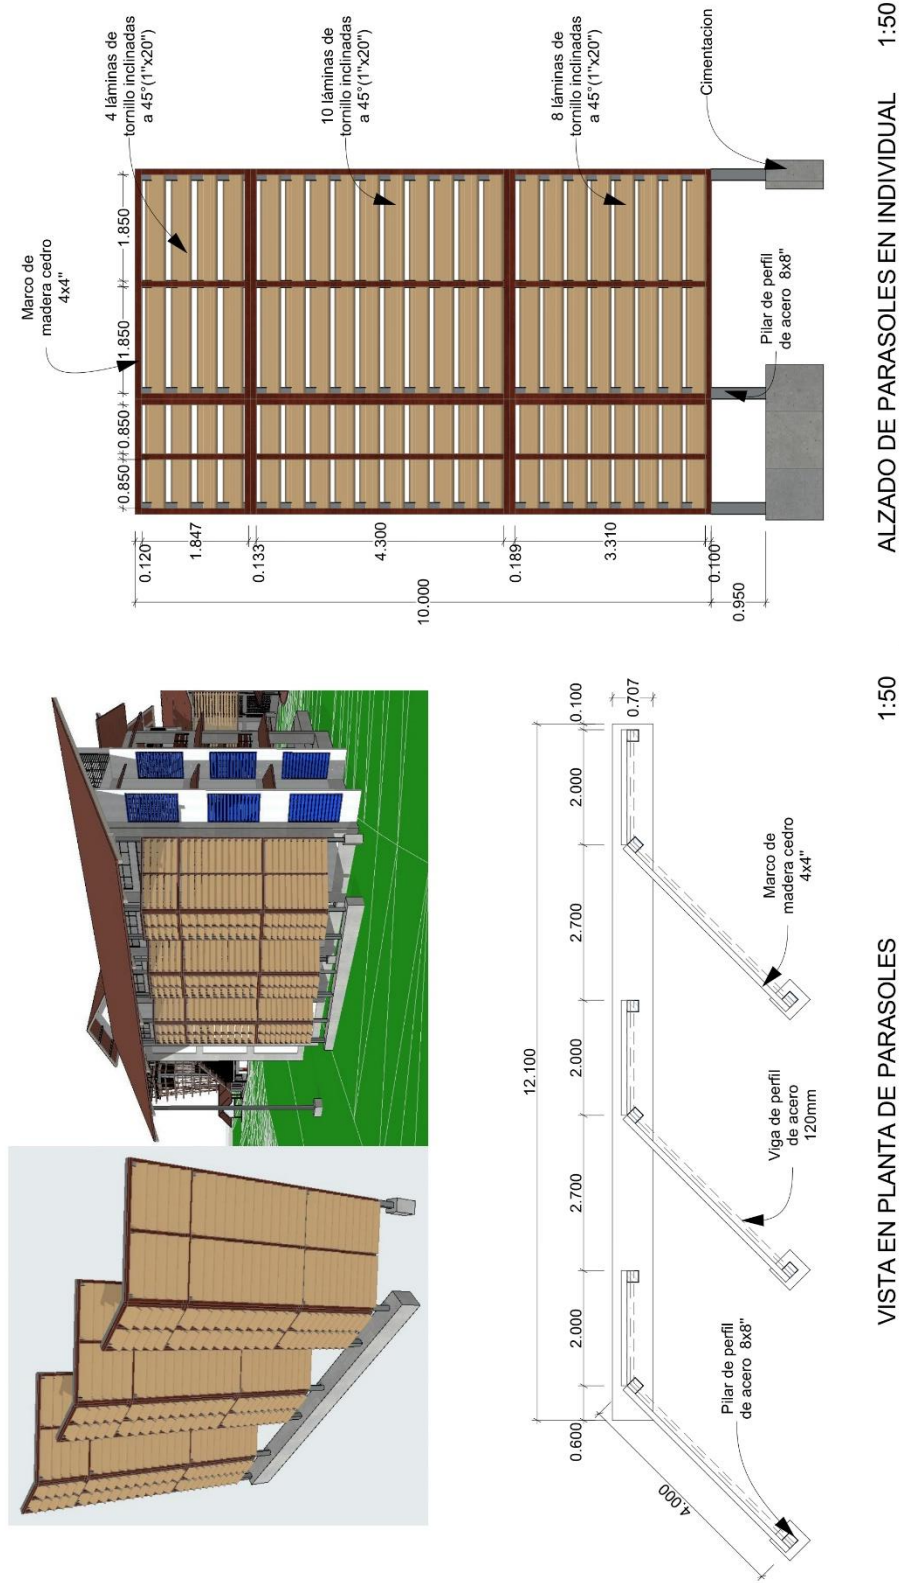 Marco de
madera cedro
4x4"
4 láminas de
tornillo inclinadas
a 45°(1"x20")
10 láminas de
tornillo inclinadas
a 45°(1"x20")
8 láminas de
tornillo inclinadas
a 45°(1"x20")
Cimentacion
Pilar de perfil
de acero 8x8"
0.850
0.850
1.850
1.850
0.120
1.847
0.133
4.300
0.189
3.310
0.100
10.000
0.950
ALZADO DE PARASOLES EN INDIVIDUAL 1:50
12.100
0.600
2.000
2.700
2.000
2.700
2.000
0.100
0.707
4.000
Pilar de perfil
de acero 8x8"
Viga de perfil
de acero
120mm
Marco de
madera cedro
4x4"
VISTA EN PLANTA DE PARASOLES 1:50